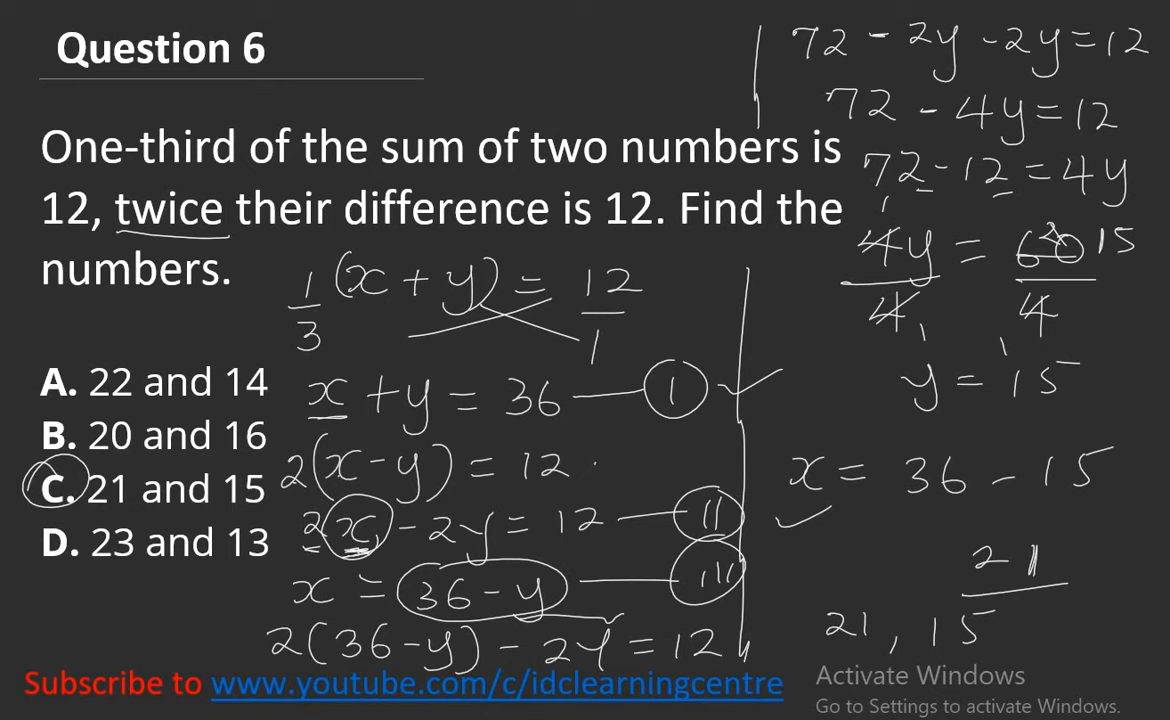 Question 6
One-third of the sum of two numbers is
12, twice their difference is 12. Find the
numbers.
A. 22 and 14
B. 20 and 16
C. 21 and 15
D. 23 and 13
1/3 (x + y) = 12/1
x + y = 36 — 1
2(x - y) = 12
2x - 2y = 12 — 11
x = 36 - y — 111
2(36 - y) - 2y = 12
72 - 2y - 2y = 12
72 - 4y = 12
72 - 12 = 4y
4y/4 = 60/4 15
y = 15
x = 36 - 15
21
21, 15
Subscribe to www.youtube.com/c/idclearningcentre
Activate Windows
Go to Settings to activate Windows.